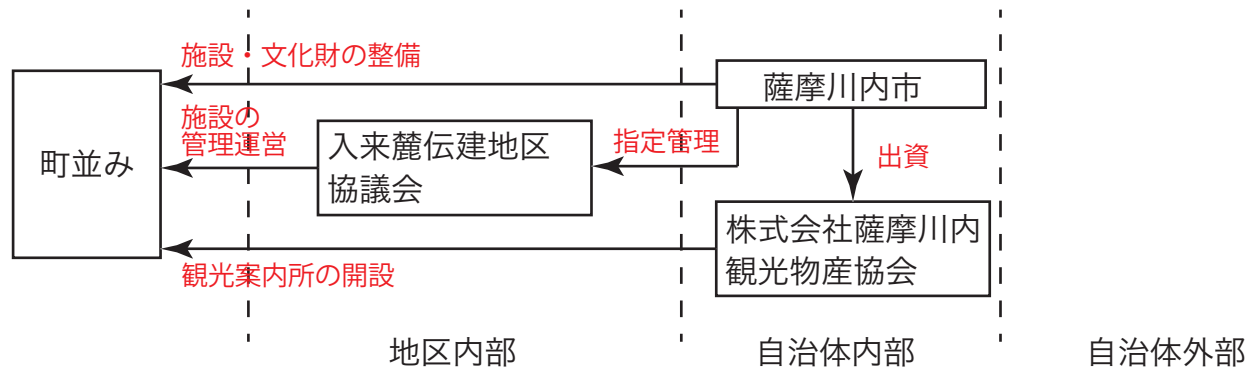 施設・文化財の整備
薩摩川内市
施設の
管理運営
町並み
入来麓伝建地区
協議会
指定管理
出資
株式会社薩摩川内
観光物産協会
観光案内所の開設
地区内部
自治体内部
自治体外部